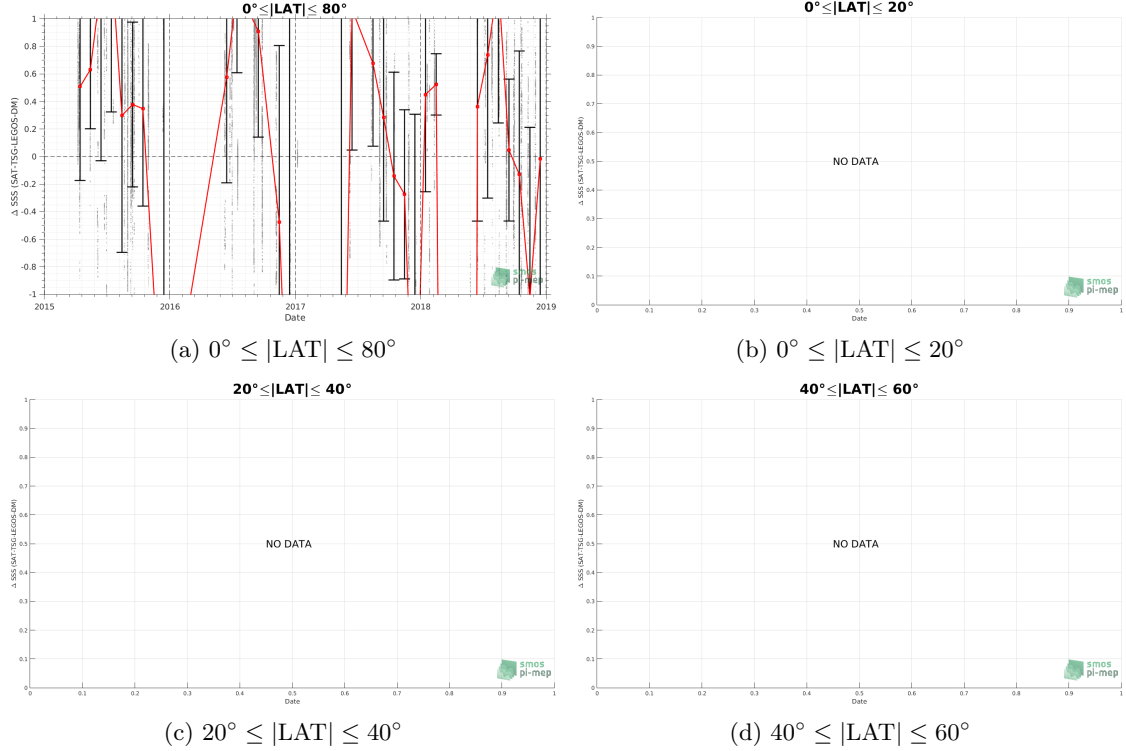 0°≤|LAT|≤ 80°
1
0.8
0.6
0.4
0.2
0
-0.2
-0.4
-0.6
-0.8
-1
Δ SSS (SAT-TSG-LEGOS-DM)
2015
2016
2017
2018
2019
Date
smos
pi-mep
(a) 0° ≤ |LAT| ≤ 80°
0°≤|LAT|≤ 20°
1
0.9
0.8
0.7
0.6
0.5
0.4
0.3
0.2
0.1
0
Δ SSS (SAT-TSG-LEGOS-DM)
NO DATA
0 0.1 0.2 0.3 0.4 0.5 0.6 0.7 0.8 0.9 1
Date
smos
pi-mep
(b) 0° ≤ |LAT| ≤ 20°
20°≤|LAT|≤ 40°
1
0.9
0.8
0.7
0.6
0.5
0.4
0.3
0.2
0.1
0
Δ SSS (SAT-TSG-LEGOS-DM)
NO DATA
0 0.1 0.2 0.3 0.4 0.5 0.6 0.7 0.8 0.9 1
Date
smos
pi-mep
(c) 20° ≤ |LAT| ≤ 40°
40°≤|LAT|≤ 60°
1
0.9
0.8
0.7
0.6
0.5
0.4
0.3
0.2
0.1
0
Δ SSS (SAT-TSG-LEGOS-DM)
NO DATA
0 0.1 0.2 0.3 0.4 0.5 0.6 0.7 0.8 0.9 1
Date
smos
pi-mep
(d) 40° ≤ |LAT| ≤ 60°